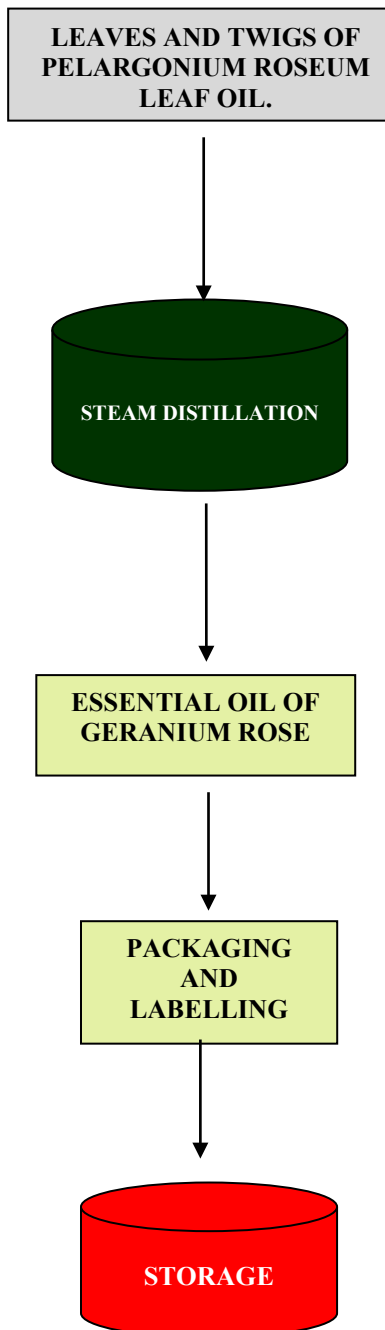 LEAVES AND TWIGS OF
PELARGONIUM ROSEUM
LEAF OIL.
STEAM DISTILLATION
ESSENTIAL OIL OF
GERANIUM ROSE
PACKAGING
AND
LABELLING
STORAGE